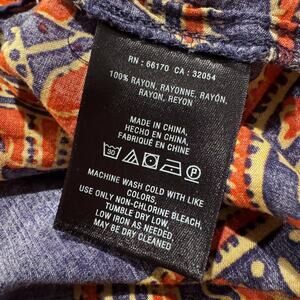 RN : 66170 CA : 32054
100% RAYON, RAYONNE, RAYÓN,
RAYON, REYON
MADE IN CHINA,
HECHO EN CHINA,
FABRIQUÉ EN CHINA
MACHINE WASH COLD WITH LIKE
COLORS,
USE ONLY NON-CHLORINE BLEACH,
TUMBLE DRY LOW,
LOW IRON AS NEEDED,
MAY BE DRY CLEANED